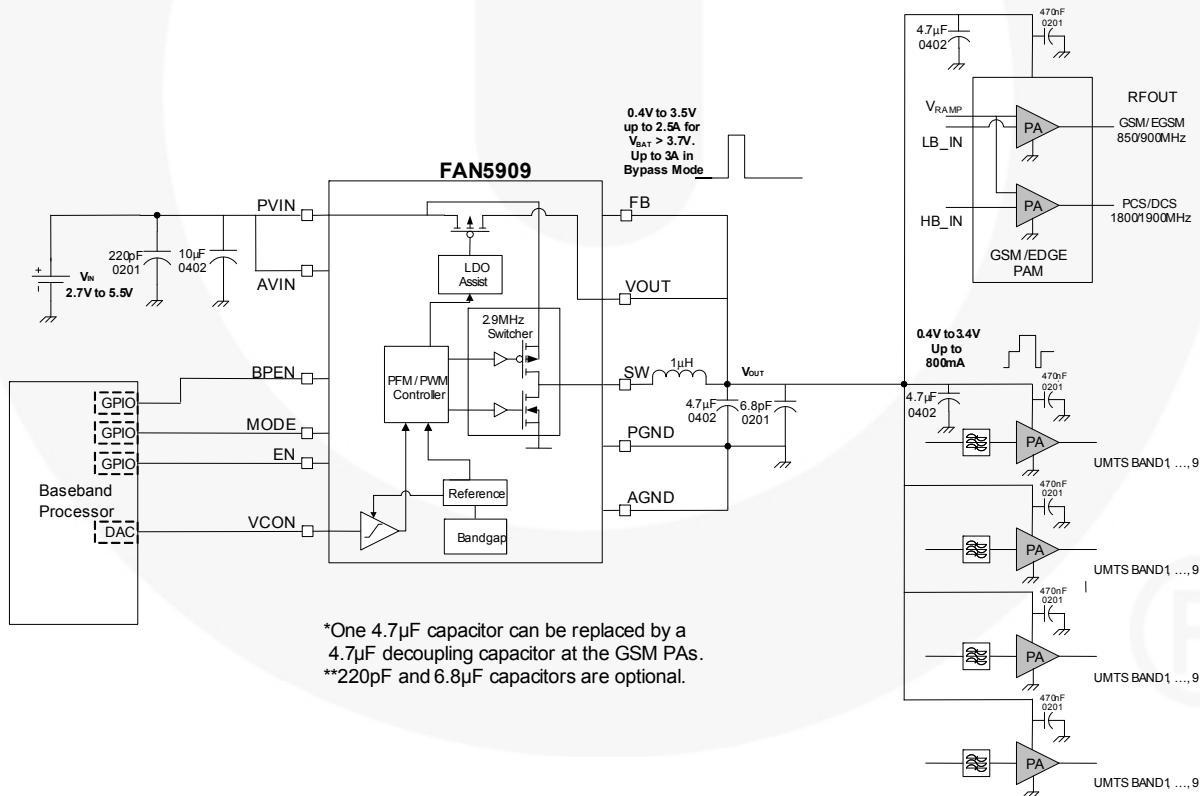 4.7µF
0402
470nF
0201
VRAMP
LB_IN
HB_IN
PA
PA
GSM/EDGE
PAM
RFOUT
GSM/EGSM
850/900MHz
PCS/DCS
1800/1900MHz
0.4V to 3.5V
up to 2.5A for
VBAT > 3.7V.
Up to 3A in
Bypass Mode
FAN5909
PVIN
AVIN
220pF
0201
10µF
0402
+
-
VIN
2.7V to 5.5V
LDO
Assist
2.9MHz
Switcher
PFM / PWM
Controller
Reference
Bandgap
FB
VOUT
SW
PGND
AGND
1µH
VOUT
4.7µF
0402
6.8pF
0201
BPEN
MODE
EN
VCON
GPIO
GPIO
GPIO
DAC
Baseband
Processor
0.4V to 3.4V
Up to
800mA
4.7µF
0402
470nF
0201
PA
UMTS BAND1, …, 9
470nF
0201
PA
UMTS BAND1, …, 9
470nF
0201
PA
UMTS BAND1, …, 9
470nF
0201
PA
UMTS BAND1, …, 9
*One 4.7µF capacitor can be replaced by a
4.7µF decoupling capacitor at the GSM PAs.
**220pF and 6.8µF capacitors are optional.